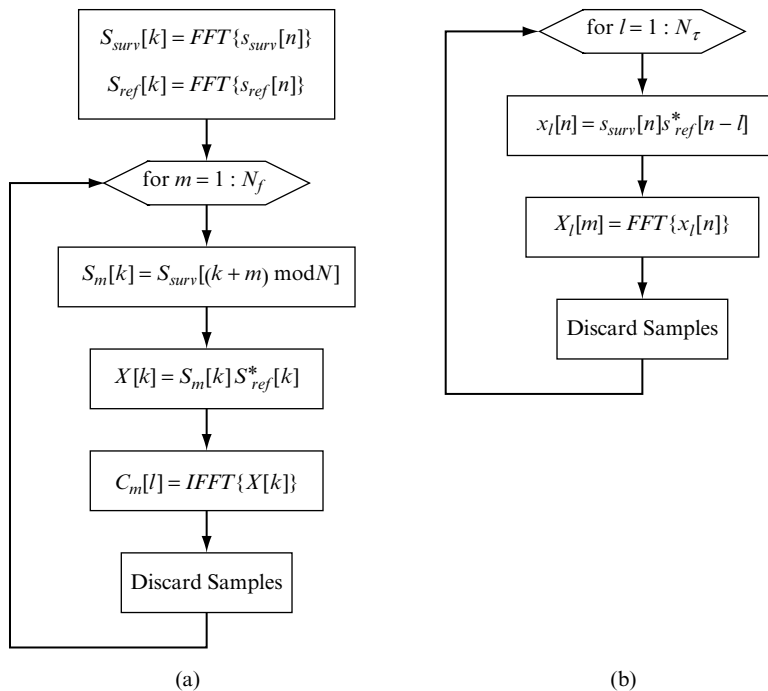 S_surv[k] = FFT{s_surv[n]}
S_ref[k] = FFT{s_ref[n]}
for m = 1 : N_f
S_m[k] = S_surv[(k + m) modN]
X[k] = S_m[k] S*_ref[k]
C_m[l] = IFFT{X[k]}
Discard Samples
(a)
for l = 1 : N_τ
x_l[n] = s_surv[n]s*_ref[n − l]
X_l[m] = FFT{x_l[n]}
Discard Samples
(b)